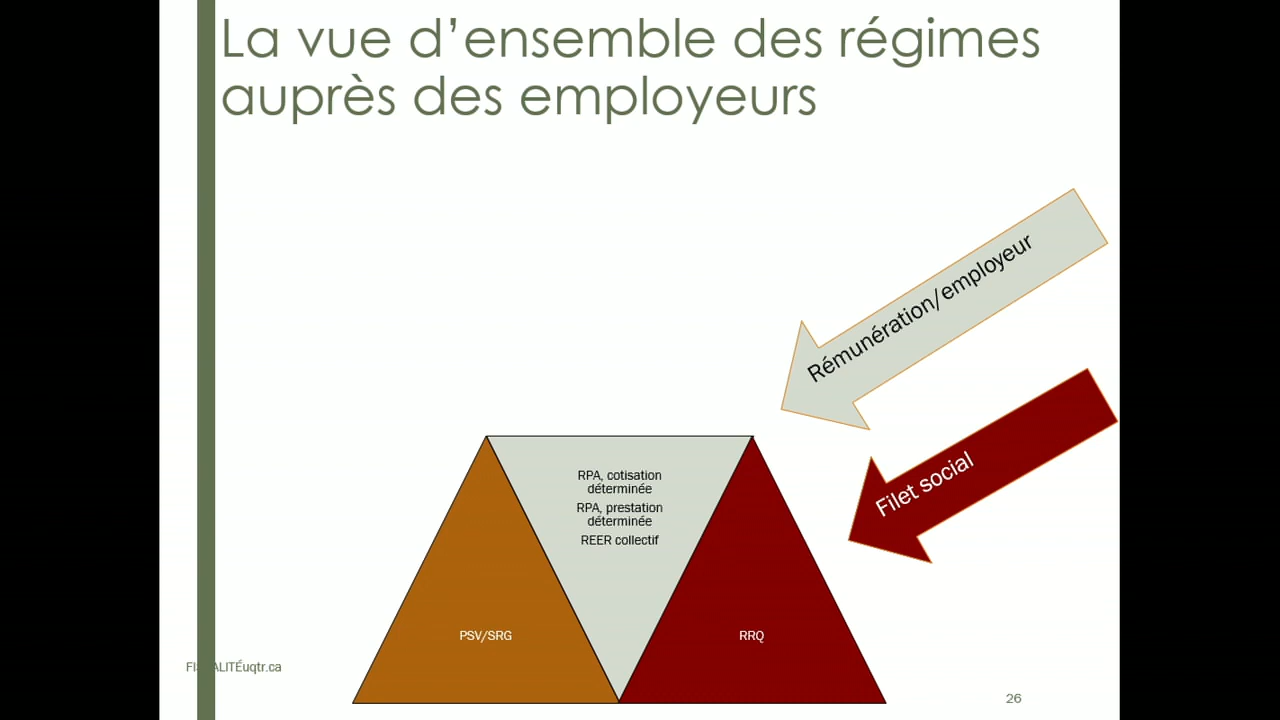 La vue d’ensemble des régimes
auprès des employeurs
Rémunération/employeur
Filet social
RPA, cotisation
déterminée
RPA, prestation
déterminée
REER collectif
PSV/SRG
RRQ
FISCALITÉuqtr.ca
26